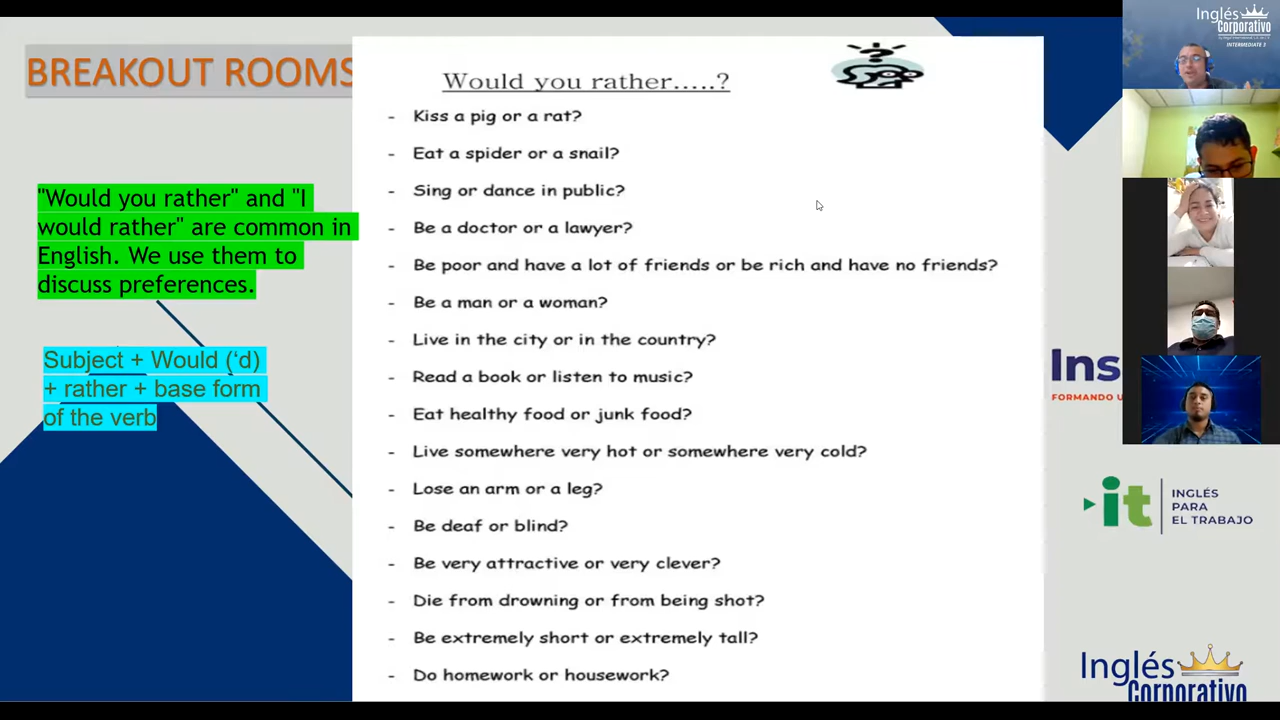 BREAKOUT ROOMS
"Would you rather" and "I
would rather" are common in
English. We use them to
discuss preferences.
Subject + Would (‘d)
+ rather + base form
of the verb
Would you rather.....?
- Kiss a pig or a rat?
- Eat a spider or a snail?
- Sing or dance in public?
- Be a doctor or a lawyer?
- Be poor and have a lot of friends or be rich and have no friends?
- Be a man or a woman?
- Live in the city or in the country?
- Read a book or listen to music?
- Eat healthy food or junk food?
- Live somewhere very hot or somewhere very cold?
- Lose an arm or a leg?
- Be deaf or blind?
- Be very attractive or very clever?
- Die from drowning or from being shot?
- Be extremely short or extremely tall?
- Do homework or housework?
Inglés
Corporativo
INTERMEDIATE 3
Ins
FORMANDO U
it
INGLÉS
PARA
EL TRABAJO
Inglés
Corporativo